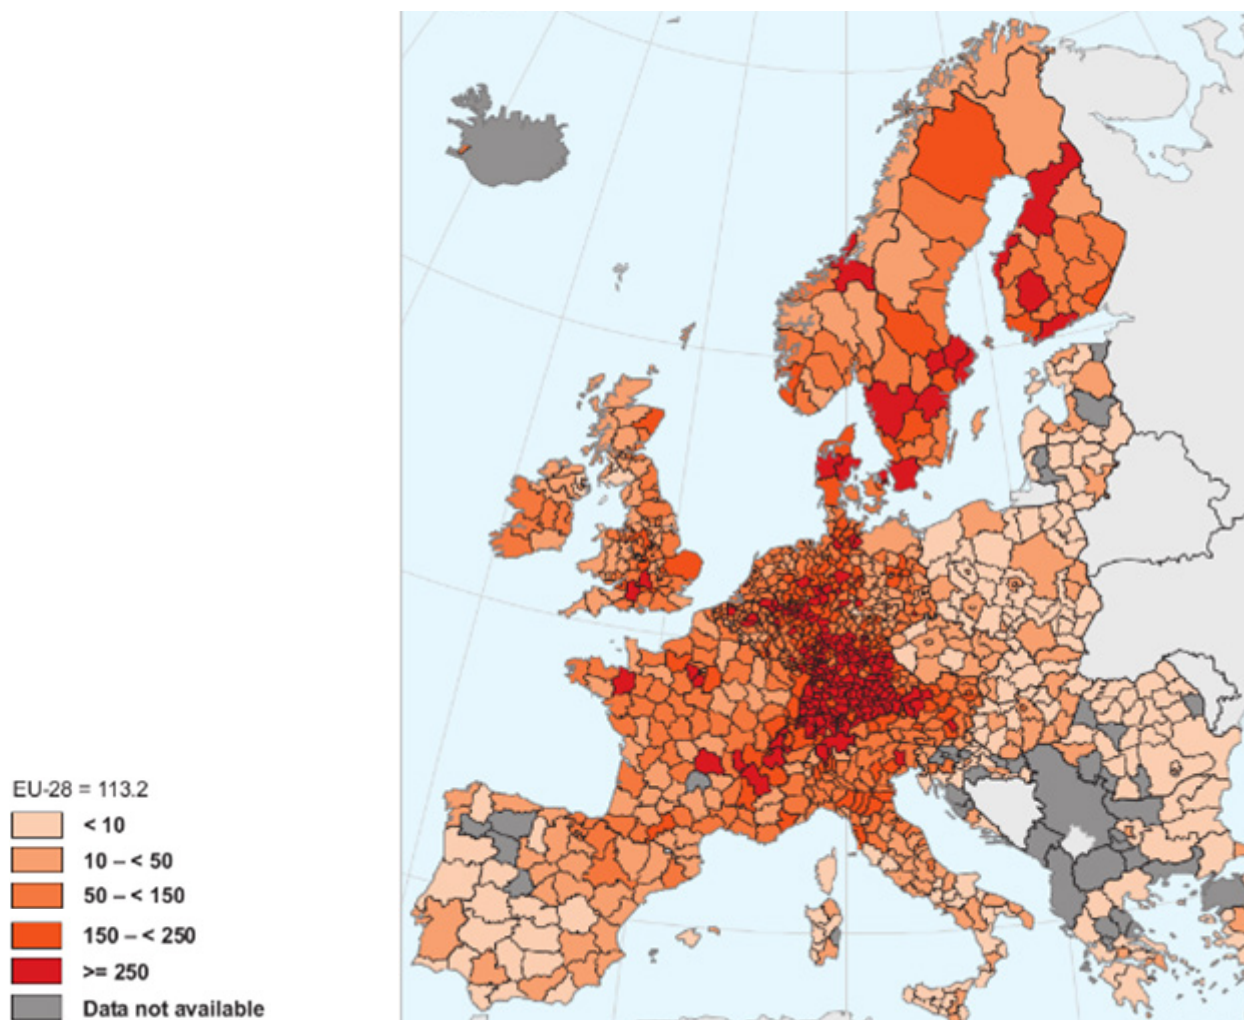 EU-28 = 113.2
< 10
10 – < 50
50 – < 150
150 – < 250
>= 250
Data not available